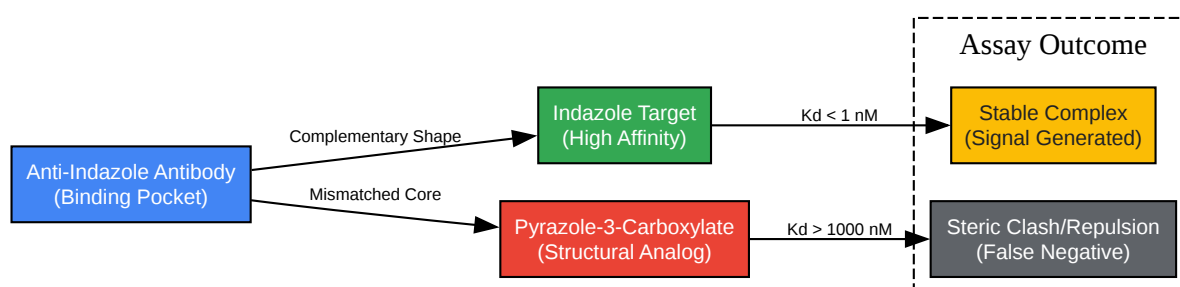 Assay Outcome
Anti-Indazole Antibody
(Binding Pocket)
Complementary Shape
Mismatched Core
Indazole Target
(High Affinity)
Pyrazole-3-Carboxylate
(Structural Analog)
Kd < 1 nM
Kd > 1000 nM
Stable Complex
(Signal Generated)
Steric Clash/Repulsion
(False Negative)